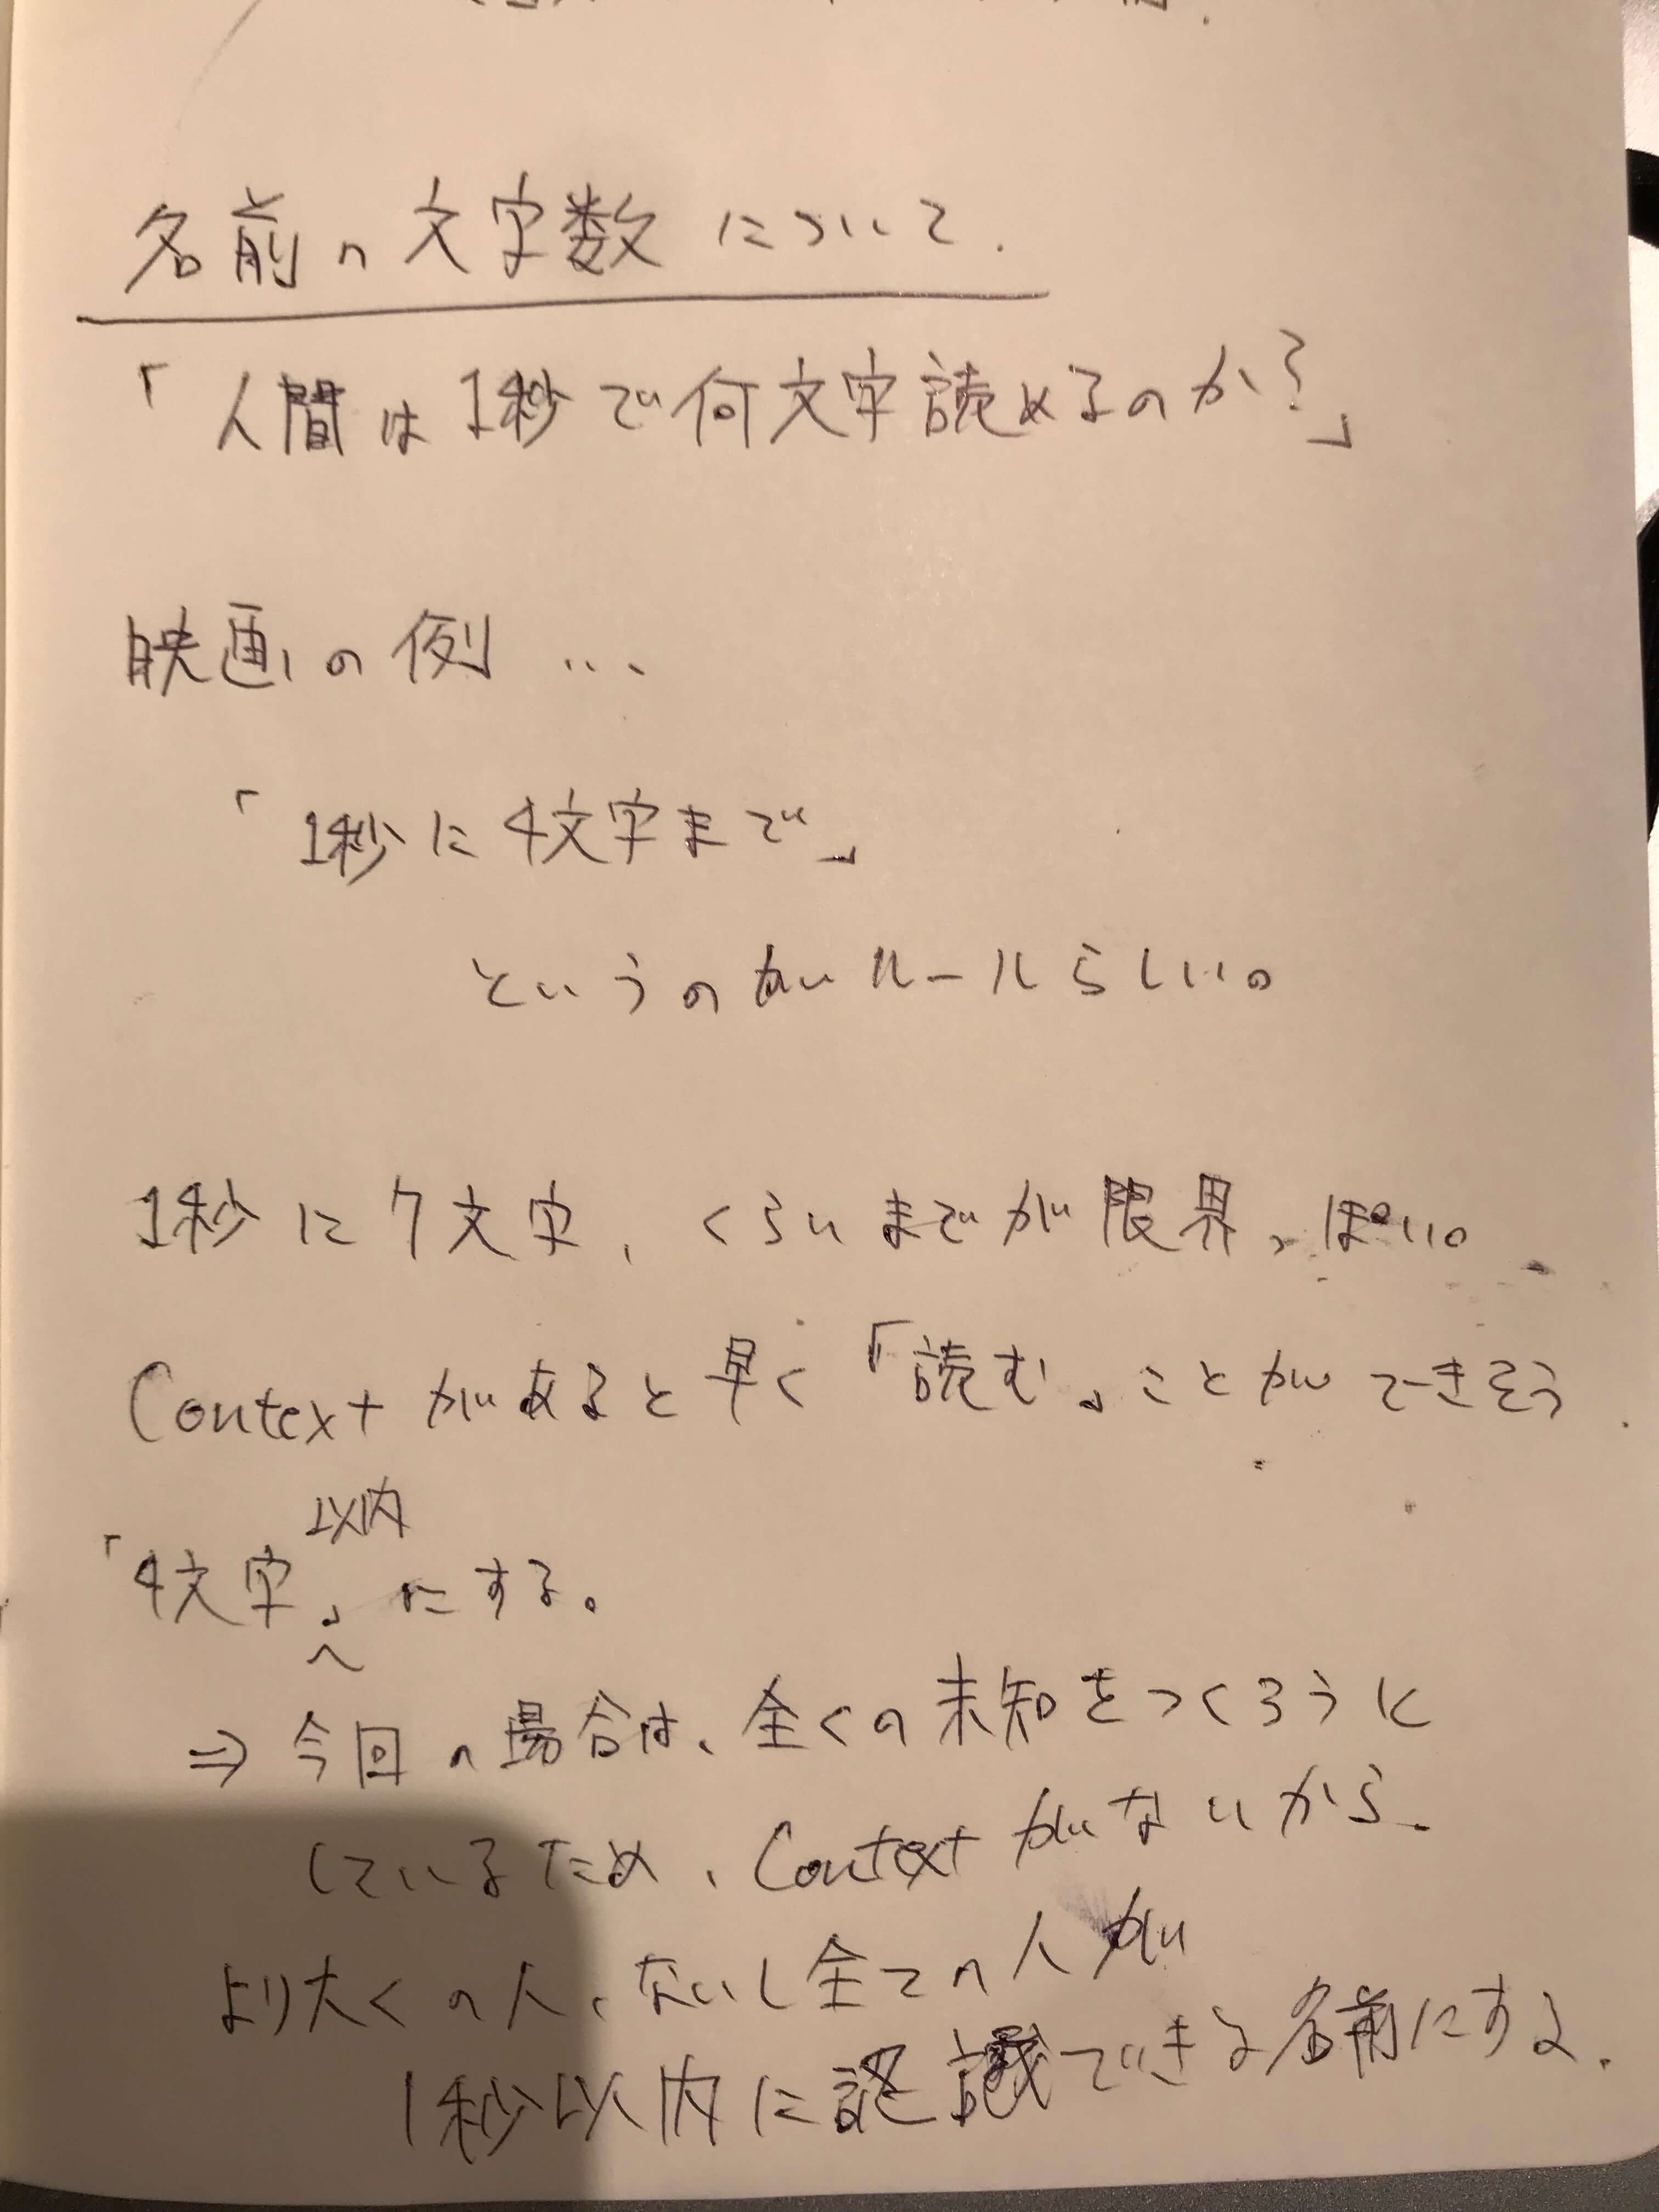 名前の文字数について.
「人間は1秒で何文字読めるのか?」
映画の例 ...
「1秒に4文字まで」
というのがルールらしい。
1秒に7文字、くらいまでが限界っぽい。
Contextがあると早く「読む」ことができそう
以内
「4文字」にする。
⇒ 今回の場合は、全くの未知をつくろうと
しているため、Contextがないから、
より多くの人、ないし全ての人が
1秒以内に認識できる名前にする.